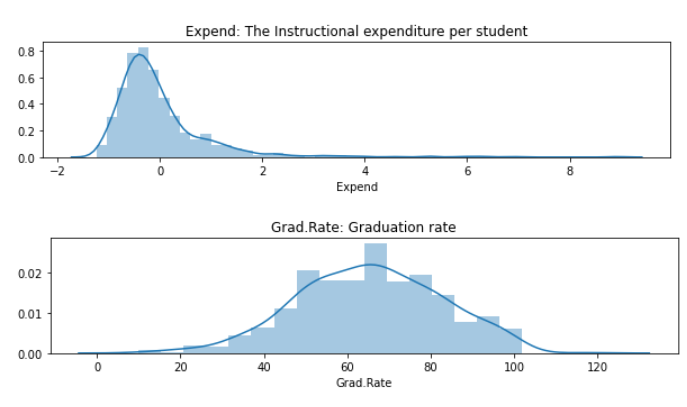 Expend: The Instructional expenditure per student
0.8
0.6
0.4
0.2
0.0
−2 0 2 4 6 8
Expend
Grad.Rate: Graduation rate
0.02
0.01
0.00
0 20 40 60 80 100 120
Grad.Rate